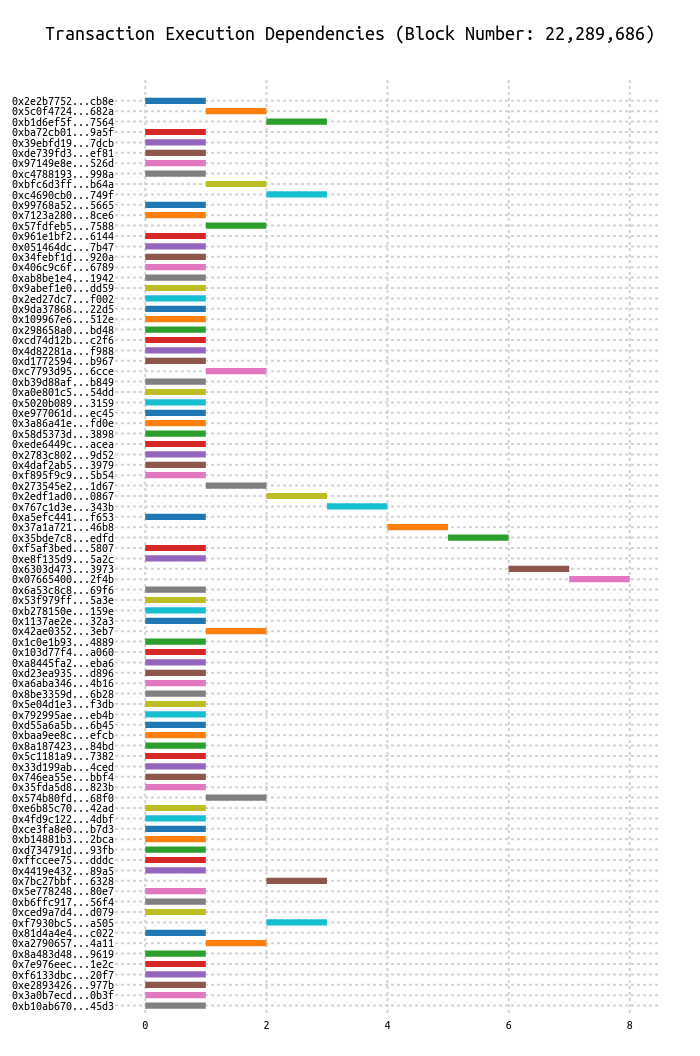 Transaction Execution Dependencies (Block Number: 22,289,686)
0x2e2b7752...cb8e
0x5c0f4724...682a
0xb1d6ef5f...7564
0xba72cb01...9a5f
0x39ebfd19...7dcb
0xde739fd3...ef81
0x97149e8e...526d
0xc4788193...998a
0xbfc6d3ff...b64a
0xc4690cb0...749f
0x99768a52...5665
0x7123a280...8ce6
0x57fdfeb5...7588
0x961e1bf2...6144
0x051464dc...7b47
0x34febf1d...920a
0x406c9c6f...6789
0xab8be1e4...1942
0x9abef1e0...dd59
0x2ed27dc7...f002
0x9da37868...22d5
0x109967e6...512e
0x298658a0...bd48
0xcd74d12b...c2f6
0x4d82281a...f988
0xd1772594...b967
0xc7793d95...6cce
0xb39d88af...b849
0xa0e801c5...54dd
0x5020b089...3159
0xe977061d...ec45
0x3a86a41e...fd0e
0x58d5373d...3898
0xede6449c...acea
0x2783c802...9d52
0x4daf2ab5...3979
0xf895f9c9...5b54
0x273545e2...1d67
0x2edf1ad0...0867
0x767c1d3e...343b
0xa5efc441...f653
0x37a1a721...46b8
0x35bde7c8...edfd
0xf5af3bed...5807
0xe8f135d9...5a2c
0x6303d473...3973
0x07665400...2f4b
0x6a53c8c8...69f6
0x53f979ff...5a3e
0xb278150e...159e
0x1137ae2e...32a3
0x42ae0352...3eb7
0x1c0e1b93...4889
0x103d77f4...a060
0xa8445fa2...eba6
0xd23ea935...d896
0xa6aba346...4b16
0x8be3359d...6b28
0x5e04d1e3...f3db
0x792995ae...eb4b
0xd55a6a5b...6b45
0xbaa9ee8c...efcb
0x8a187423...84bd
0x5c1181a9...7382
0x33d199ab...4ced
0x746ea55e...bbf4
0x35fda5d8...823b
0x574b80fd...68f0
0xe6b85c70...42ad
0x4fd9c122...4dbf
0xce3fa8e0...b7d3
0xb14881b3...2bca
0xd734791d...93fb
0xffccee75...dddc
0x4419e432...89a5
0x7bc27bbf...6328
0x5e778248...80e7
0xb6ffc917...56f4
0xced9a7d4...d079
0xf7930bc5...a505
0x81d4a4e4...c022
0xa2790657...4a11
0x8a483d48...9619
0x7e976eec...1e2c
0xf6133dbc...20f7
0xe2893426...977b
0x3a0b7ecd...0b3f
0xb10ab670...45d3
0 2 4 6 8